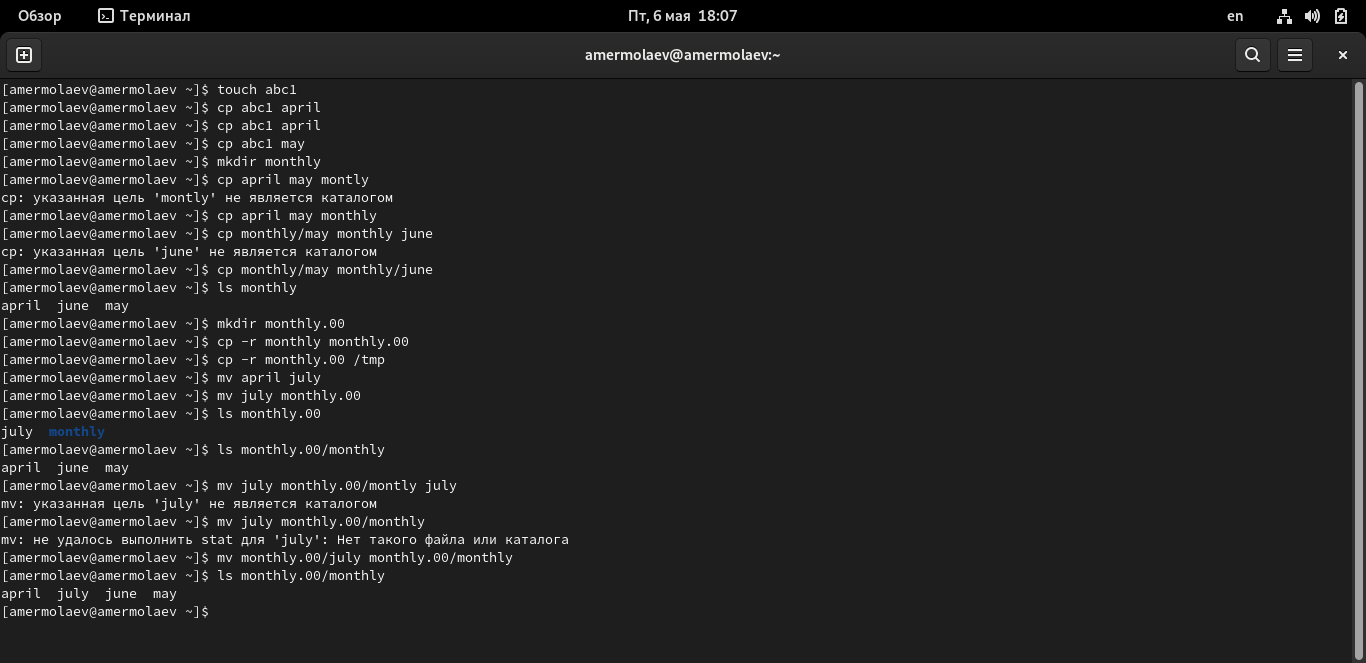 Обзор Терминал Пт, 6 мая 18:07 en
amermolaev@amermolaev:~
[amermolaev@amermolaev ~]$ touch abc1
[amermolaev@amermolaev ~]$ cp abc1 april
[amermolaev@amermolaev ~]$ cp abc1 april
[amermolaev@amermolaev ~]$ cp abc1 may
[amermolaev@amermolaev ~]$ mkdir monthly
[amermolaev@amermolaev ~]$ cp april may montly
cp: указанная цель 'montly' не является каталогом
[amermolaev@amermolaev ~]$ cp april may monthly
[amermolaev@amermolaev ~]$ cp monthly/may monthly june
cp: указанная цель 'june' не является каталогом
[amermolaev@amermolaev ~]$ cp monthly/may monthly/june
[amermolaev@amermolaev ~]$ ls monthly
april  june  may
[amermolaev@amermolaev ~]$ mkdir monthly.00
[amermolaev@amermolaev ~]$ cp -r monthly monthly.00
[amermolaev@amermolaev ~]$ cp -r monthly.00 /tmp
[amermolaev@amermolaev ~]$ mv april july
[amermolaev@amermolaev ~]$ mv july monthly.00
[amermolaev@amermolaev ~]$ ls monthly.00
july  monthly
[amermolaev@amermolaev ~]$ ls monthly.00/monthly
april  june  may
[amermolaev@amermolaev ~]$ mv july monthly.00/montly july
mv: указанная цель 'july' не является каталогом
[amermolaev@amermolaev ~]$ mv july monthly.00/monthly
mv: не удалось выполнить stat для 'july': Нет такого файла или каталога
[amermolaev@amermolaev ~]$ mv monthly.00/july monthly.00/monthly
[amermolaev@amermolaev ~]$ ls monthly.00/monthly
april  july  june  may
[amermolaev@amermolaev ~]$